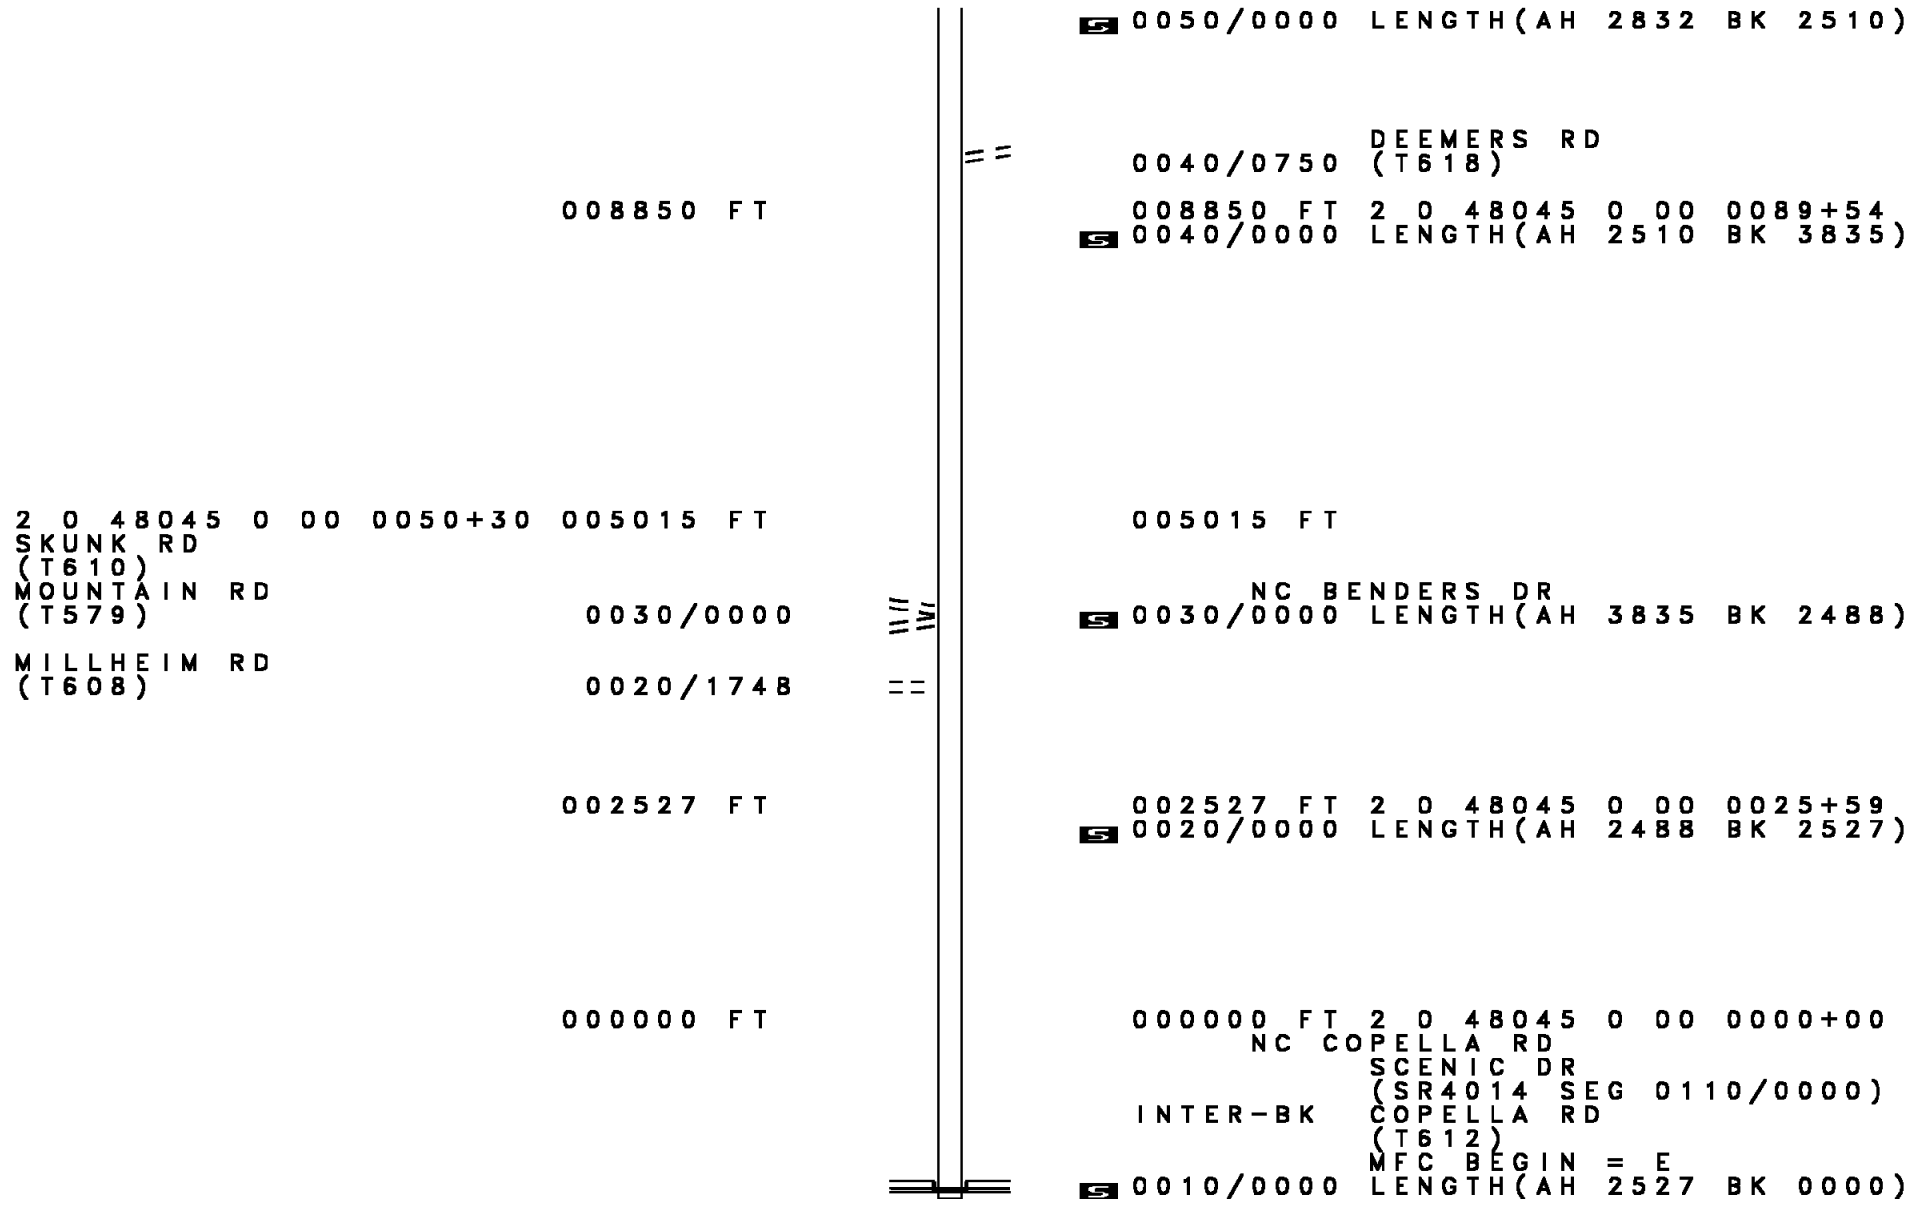 S 0050/0000 LENGTH(AH 2832 BK 2510)
DEEMERS RD
0040/0750 (T618)
008850 FT 008850 FT 2 0 48045 0 00 0089+54
S 0040/0000 LENGTH(AH 2510 BK 3835)
2 0 48045 0 00 0050+30 005015 FT 005015 FT
SKUNK RD
(T610)
MOUNTAIN RD NC BENDERS DR
(T579) 0030/0000 S 0030/0000 LENGTH(AH 3835 BK 2488)
MILLHEIM RD
(T608) 0020/1748
002527 FT 002527 FT 2 0 48045 0 00 0025+59
S 0020/0000 LENGTH(AH 2488 BK 2527)
000000 FT 000000 FT 2 0 48045 0 00 0000+00
NC COPELLA RD
SCENIC DR
(SR4014 SEG 0110/0000)
INTER-BK COPELLA RD
(T612)
MFC BEGIN = E
S 0010/0000 LENGTH(AH 2527 BK 0000)